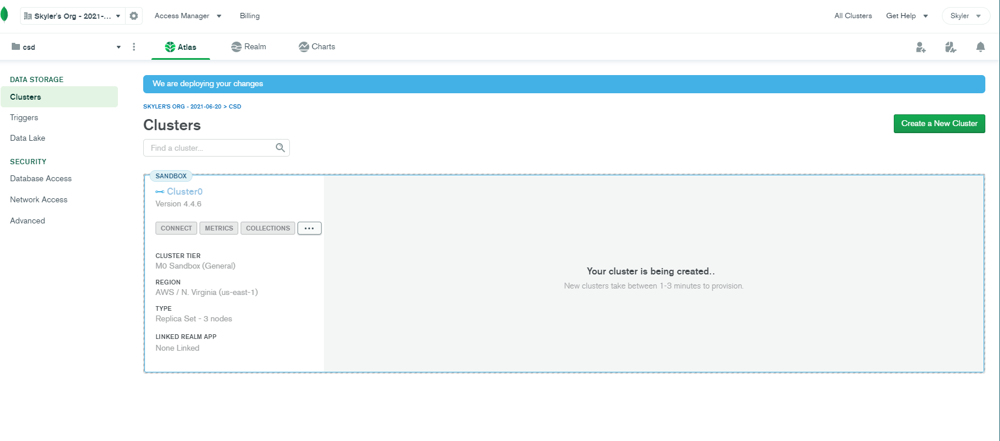 Skyler's Org - 2021-...
Access Manager
Billing
All Clusters
Get Help
Skyler
csd
Atlas
Realm
Charts
DATA STORAGE
Clusters
Triggers
Data Lake
SECURITY
Database Access
Network Access
Advanced
We are deploying your changes
SKYLER'S ORG - 2021-06-20 > CSD
Clusters
Create a New Cluster
Find a cluster...
SANDBOX
Cluster0
Version 4.4.6
CONNECT
METRICS
COLLECTIONS
...
CLUSTER TIER
M0 Sandbox (General)
REGION
AWS / N. Virginia (us-east-1)
TYPE
Replica Set - 3 nodes
LINKED REALM APP
None Linked
Your cluster is being created..
New clusters take between 1-3 minutes to provision.